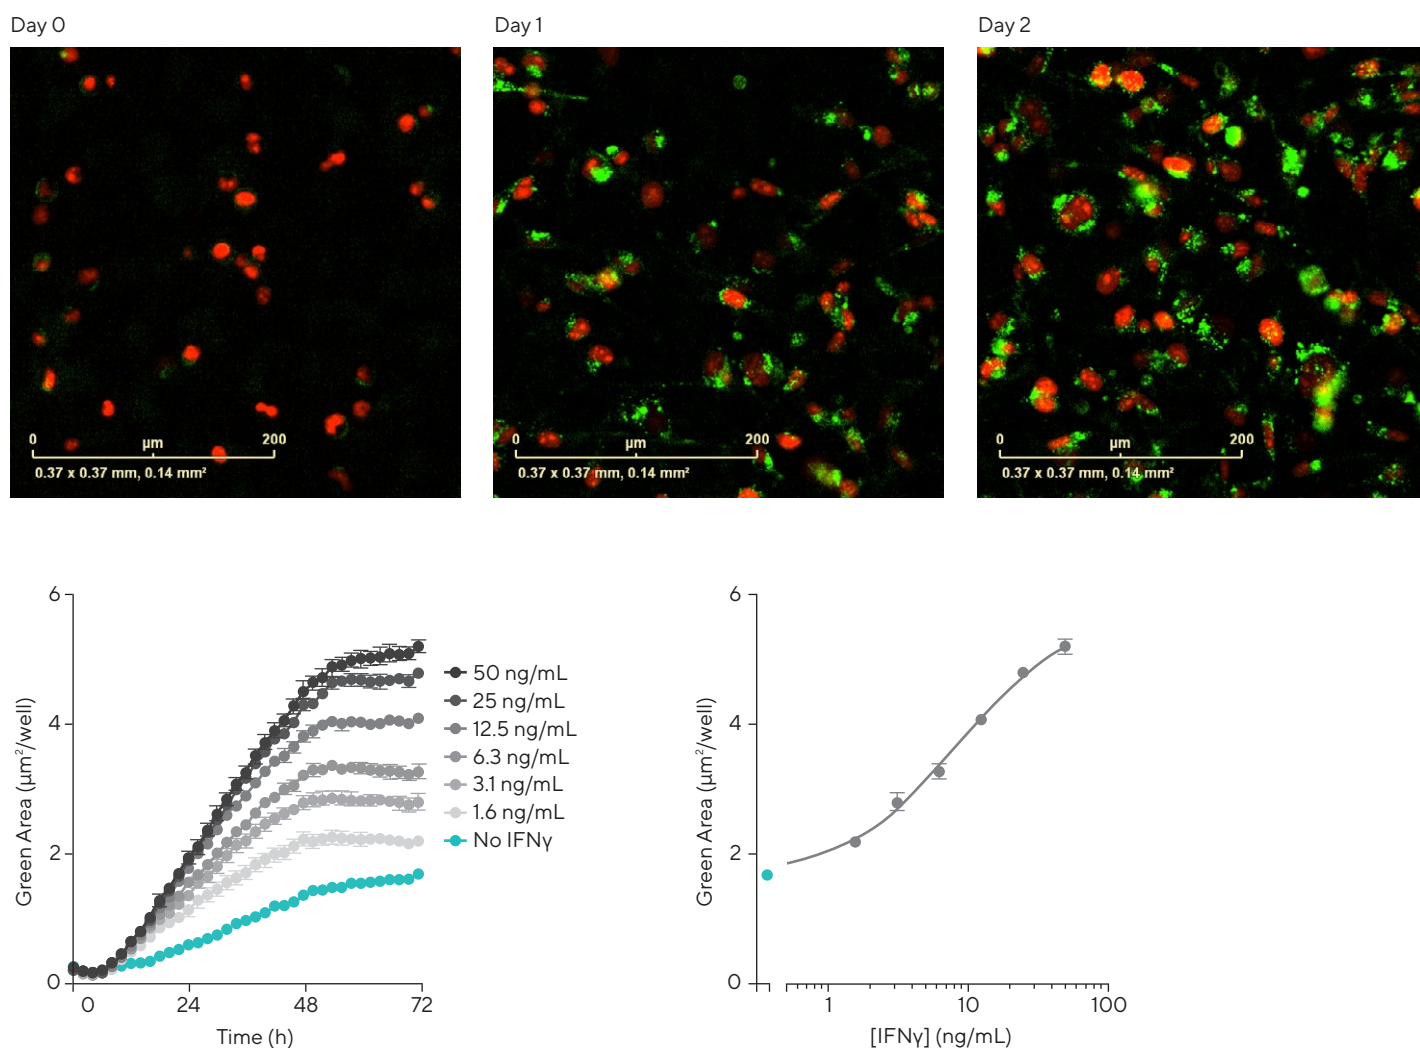 Day 0
Day 1
Day 2
0 µm 200
0.37 x 0.37 mm, 0.14 mm²
0 µm 200
0.37 x 0.37 mm, 0.14 mm²
0 µm 200
0.37 x 0.37 mm, 0.14 mm²
Green Area (µm²/well)
6
4
2
0
0 24 48 72
Time (h)
50 ng/mL
25 ng/mL
12.5 ng/mL
6.3 ng/mL
3.1 ng/mL
1.6 ng/mL
No IFNγ
Green Area (µm²/well)
6
4
2
0
1 10 100
[IFNγ] (ng/mL)